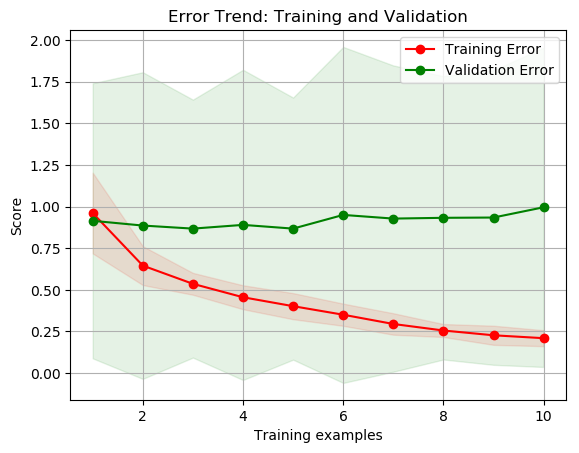 Error Trend: Training and Validation
Training Error
Validation Error
2.00
1.75
1.50
1.25
1.00
0.75
0.50
0.25
0.00
Score
2 4 6 8 10
Training examples